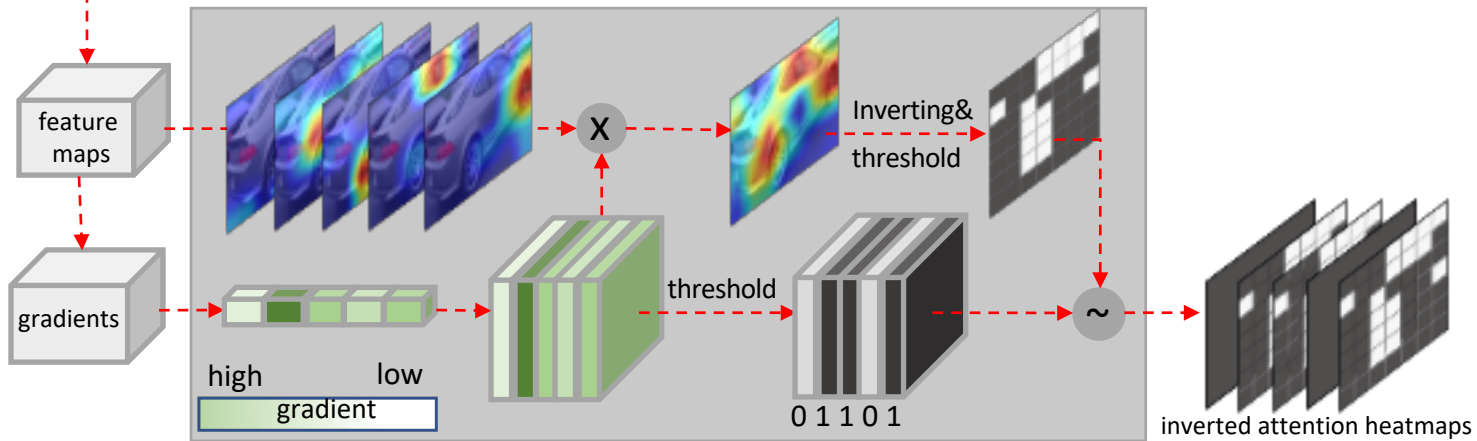 feature
maps
X
Inverting&
threshold
gradients
threshold
~
high
low
gradient
0 1 1 0 1
inverted attention heatmaps